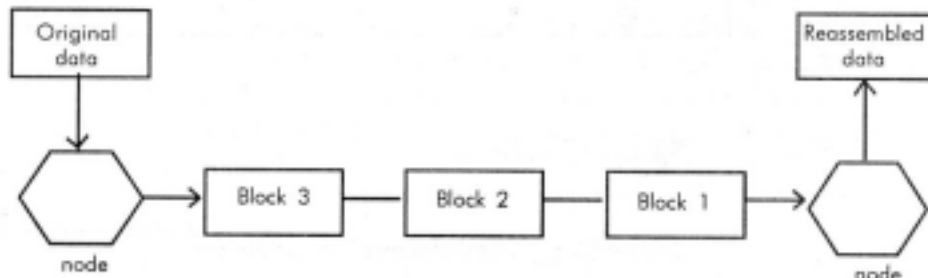 Original
data
Reassembled
data
Block 3
Block 2
Block 1
node
node